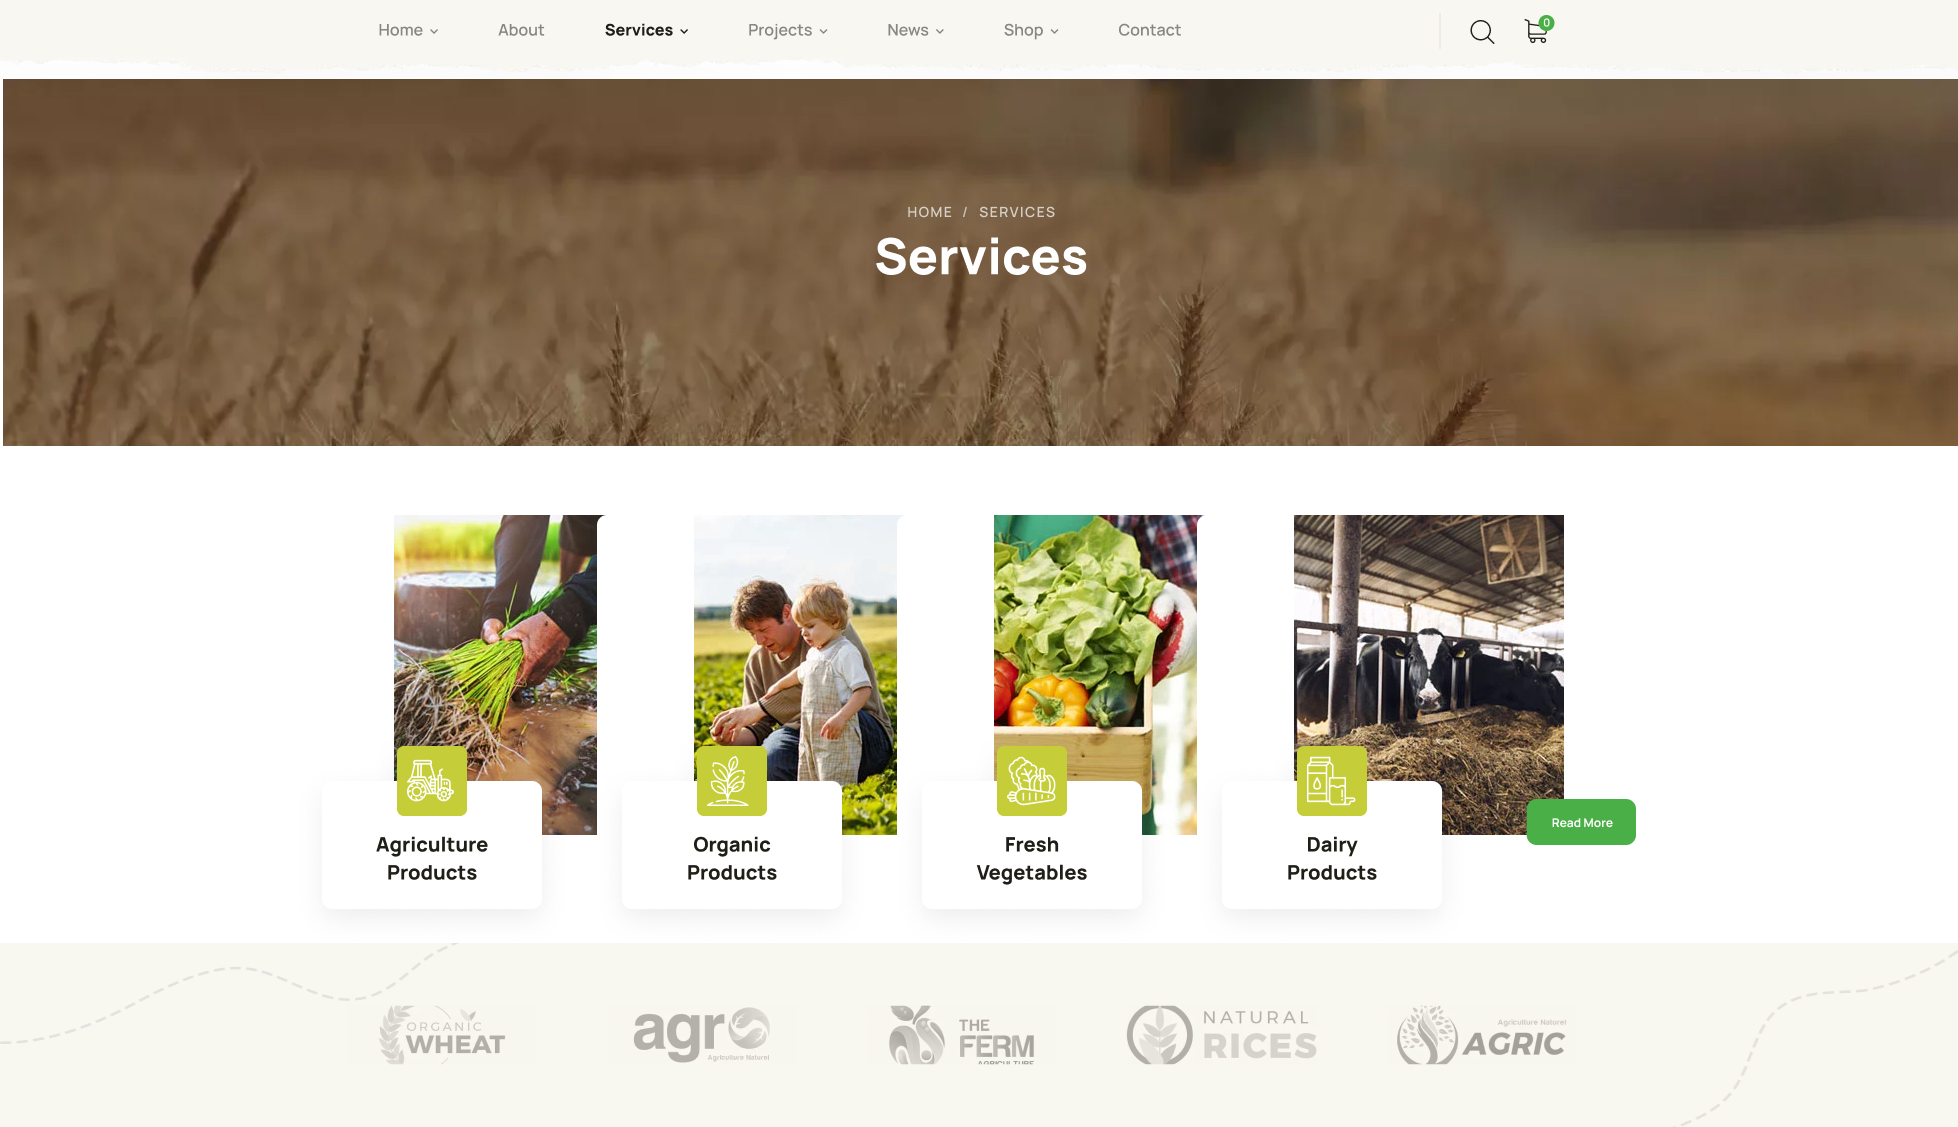 Home
About
Services
Projects
News
Shop
Contact
0
HOME / SERVICES
Services
Agriculture
Products
Organic
Products
Fresh
Vegetables
Dairy
Products
Read More
ORGANIC
WHEAT
agro
Agriculture Naturel
THE
FERM
AGRICULTURE
NATURAL
RICES
Agriculture Naturel
AGRIC